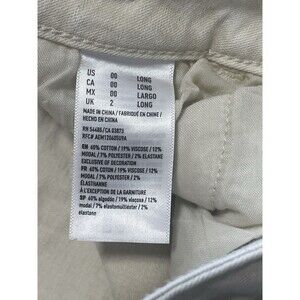 US 00 LONG
CA 00 LONG
MX 00 LARGO
UK 2 LONG
MADE IN CHINA / FABRIQUÉ EN CHINE /
HECHO EN CHINA
RN 54485/CA 03873
EN 60% COTTON / 19% VISCOSE / 12%
MODAL / 7% POLYESTER / 2% ELASTANE
EXCLUSIVE OF DECORATION
FR 60% COTON / 19% VISCOSE / 12%
MODAL / 7% POLYESTER / 2%
ÉLASTHANNE
À L'EXCEPTION DE LA GARNITURE
SP 60% algodón / 19% viscose / 12%
modal / 7% / 2%
elastano